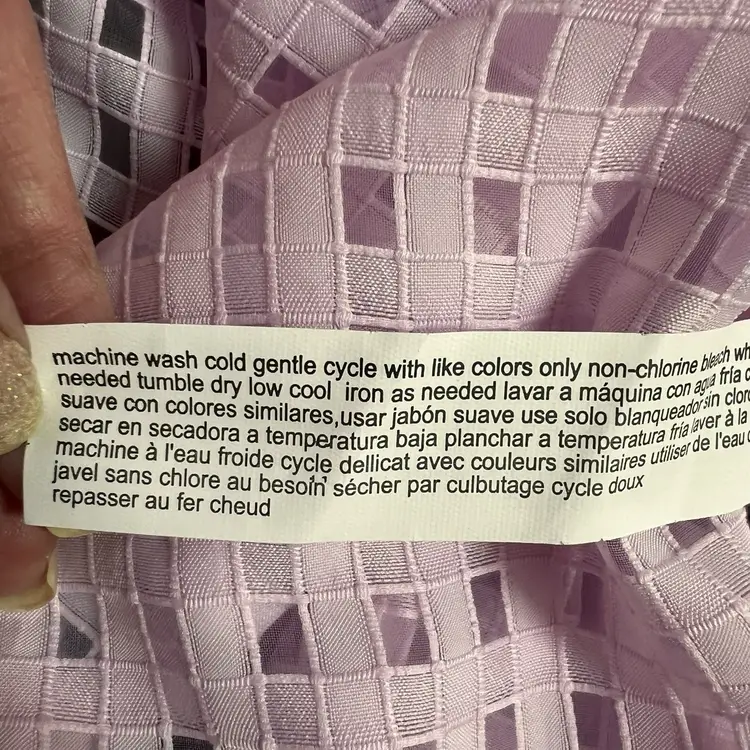 machine wash cold gentle cycle with like colors only non-chlorine bleach
needed tumble dry low cool iron as needed lavar a máquina con agua fría
suave con colores similares,usar jabón suave use solo blanqueador sin
secar en secadora a temperatura baja planchar a temperatura fría laver à la
machine à l'eau froide cycle dellicat avec couleurs similaires utiliser de l'eau
javel sans chlore au besoin sécher par culbutage cycle doux
repasser au fer cheud